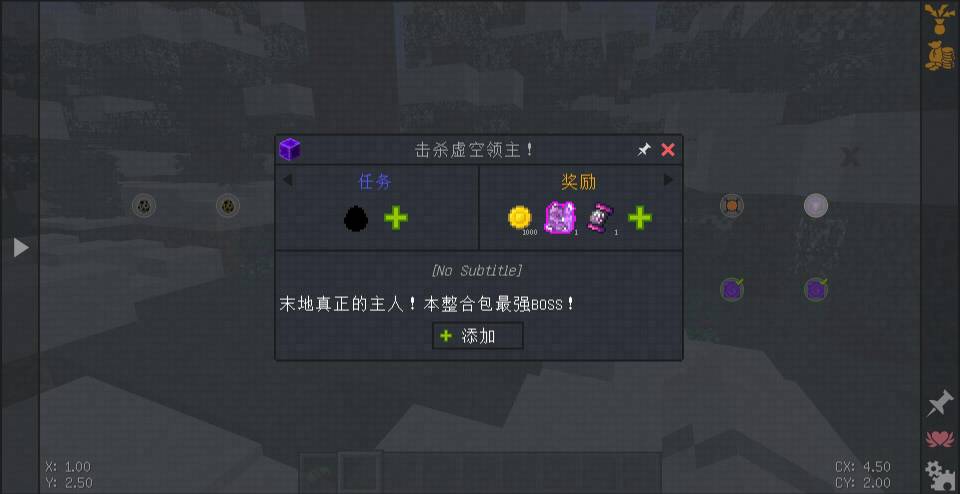 击杀虚空领主！
任务
奖励
1000
1
1
[No Subtitle]
末地真正的主人！本整合包最强BOSS！
添加
X: 1.00
Y: 2.50
CX: 4.50
CY: 2.00